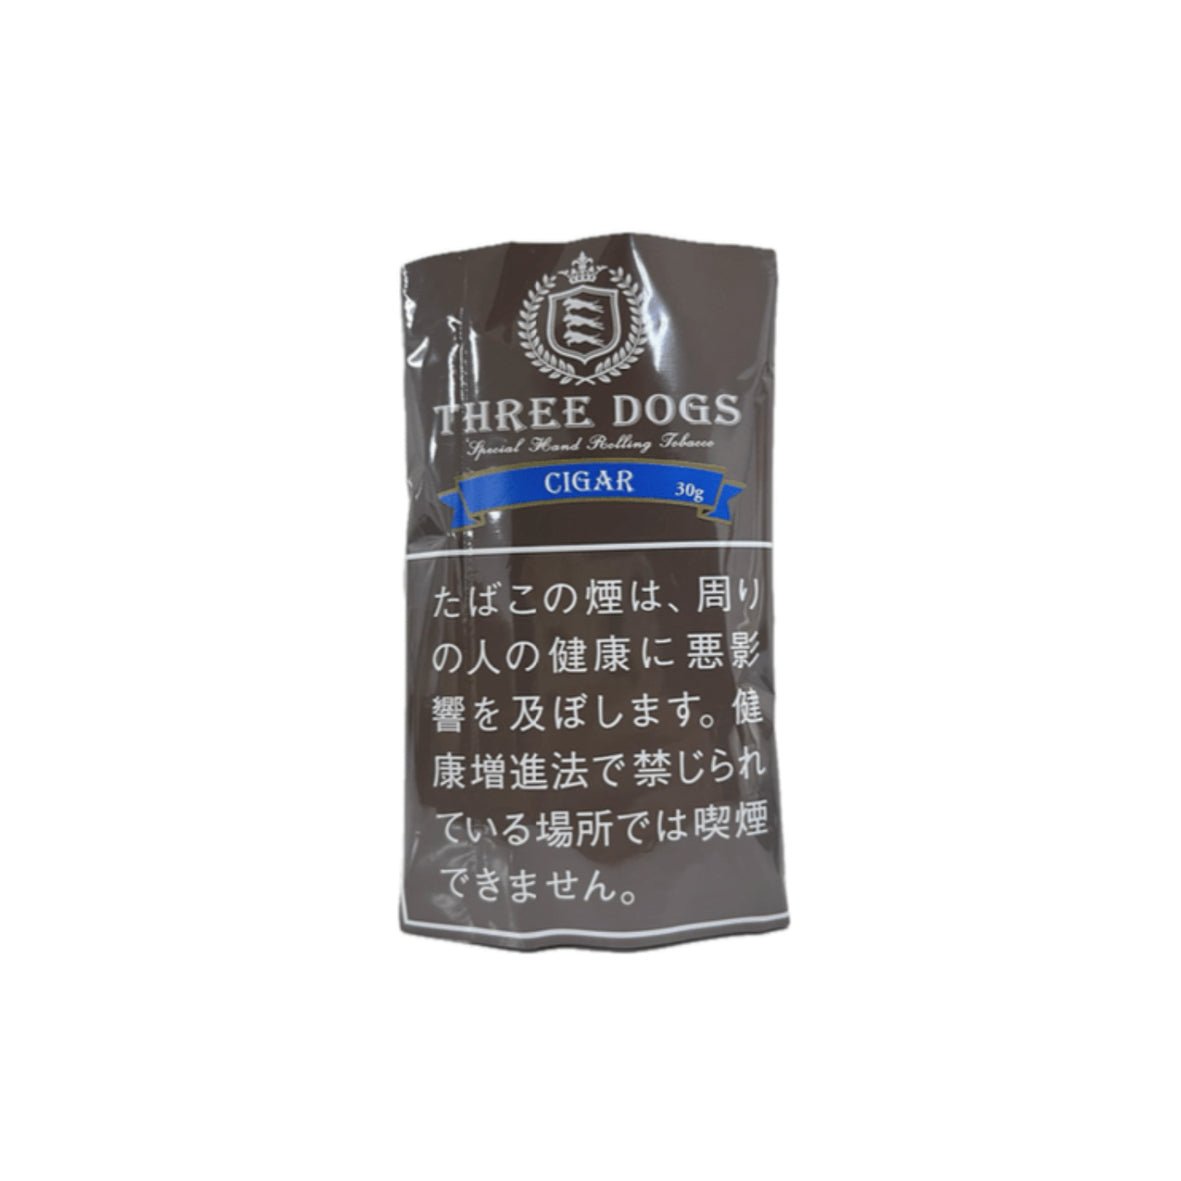 THREE DOGS
Special Hand Rolling Tobacco
CIGAR 30g
たばこの煙は、周り
の人の健康に悪影
響を及ぼします。健
康増進法で禁じられ
ている場所では喫煙
できません。